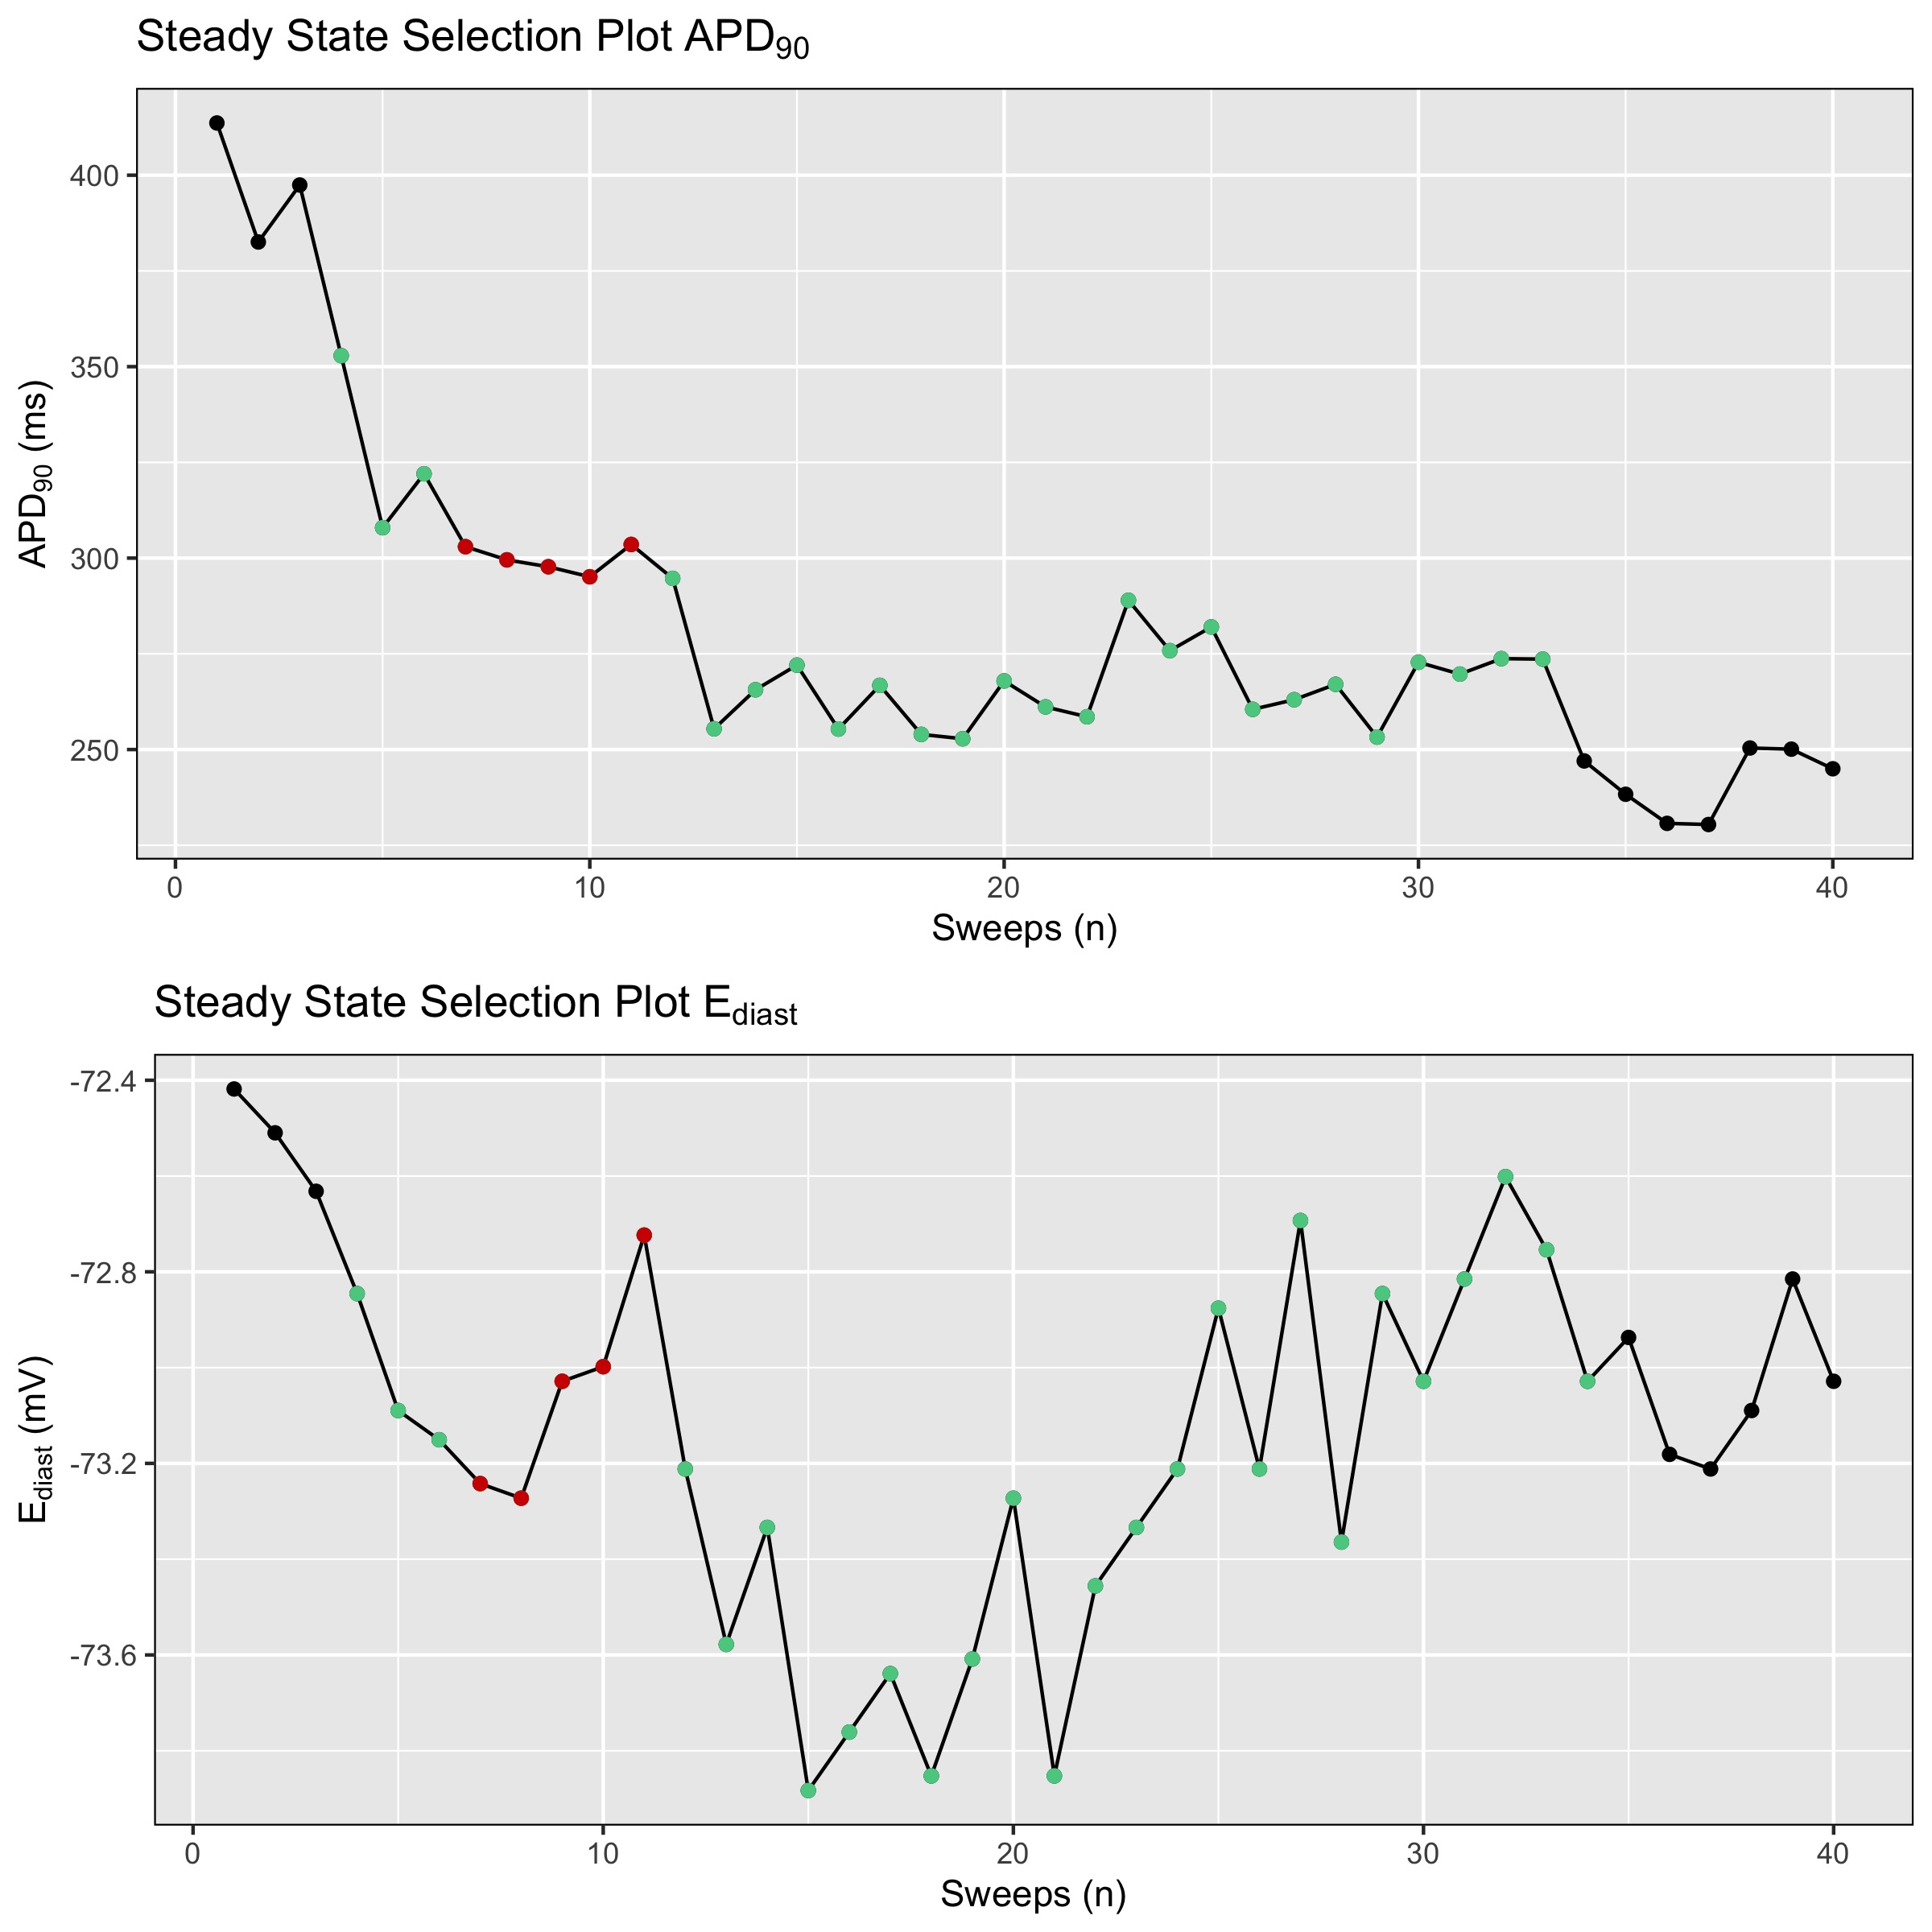 Steady State Selection Plot APD90
APD90 (ms)
400
350
300
250
0 10 20 30 40
Sweeps (n)
Steady State Selection Plot Ediast
Ediast (mV)
-72.4
-72.8
-73.2
-73.6
0 10 20 30 40
Sweeps (n)